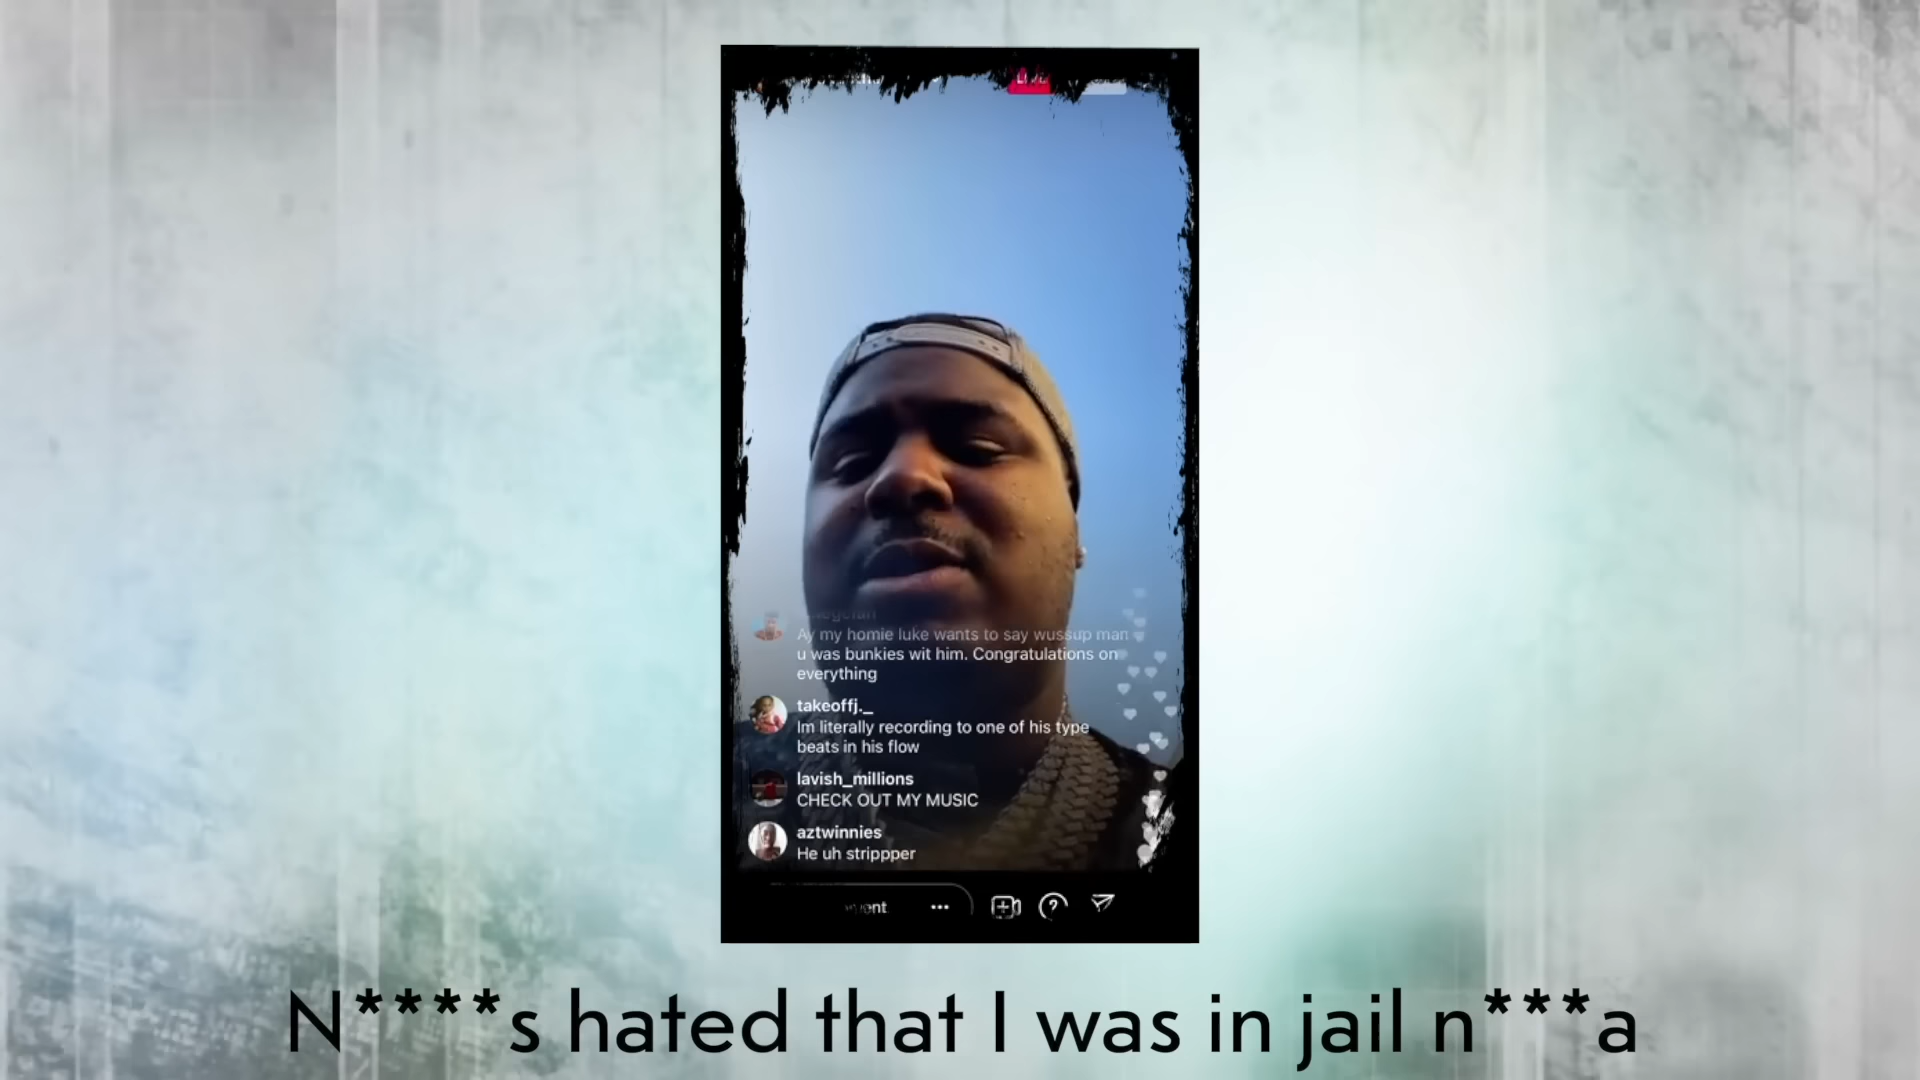 LIVE
Ay my homie luke wants to say wussup man
u was bunkies wit him. Congratulations on
everything
takeoffj._
Im literally recording to one of his type
beats in his flow
lavish_millions
CHECK OUT MY MUSIC
aztwinnies
He uh strippper
N****s hated that I was in jail n***a